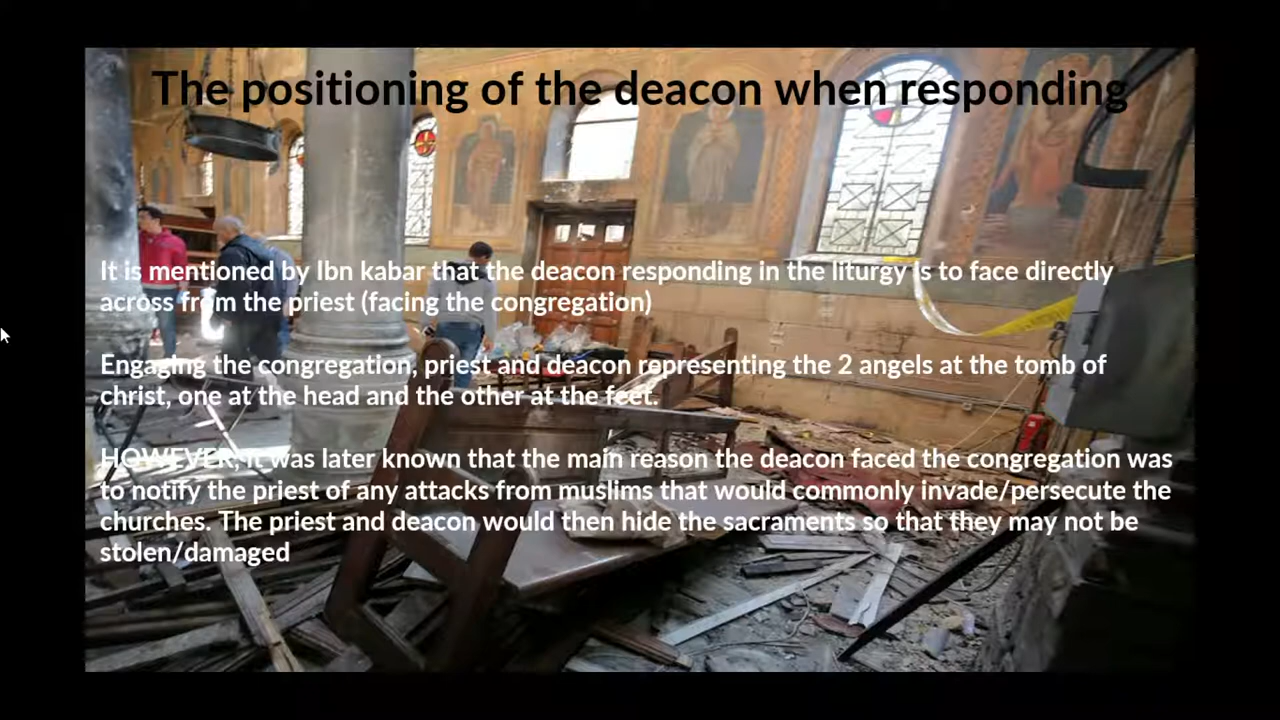 The positioning of the deacon when responding
It is mentioned by Ibn kabar that the deacon responding in the liturgy is to face directly
across from the priest (facing the congregation)
Engaging the congregation, priest and deacon representing the 2 angels at the tomb of
christ, one at the head and the other at the feet.
HOWEVER, it was later known that the main reason the deacon faced the congregation was
to notify the priest of any attacks from muslims that would commonly invade/persecute the
churches. The priest and deacon would then hide the sacraments so that they may not be
stolen/damaged